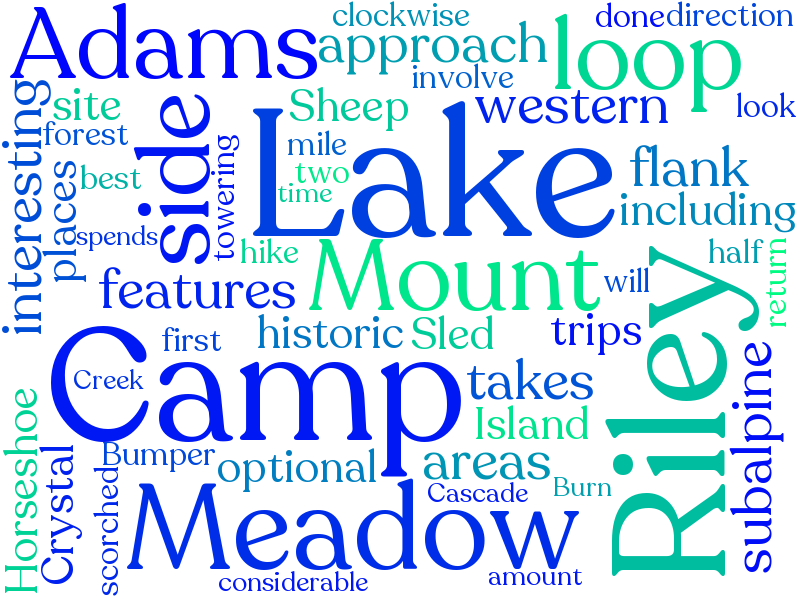 Adams
clockwise
done
direction
approach
loop
involve
western
look
interesting
site
Sheep
forest
side
Lake
mile
flank
best
places
towering
two
time
including
spends
hike
Mount
will
half
return
features
Riley
first
historic
Sled
trips
Camp
Creek
takes
subalpine
Horseshoe
Island
Crystal
Bumper
optional
areas
scorched
Meadow
Cascade
Burn
considerable
amount